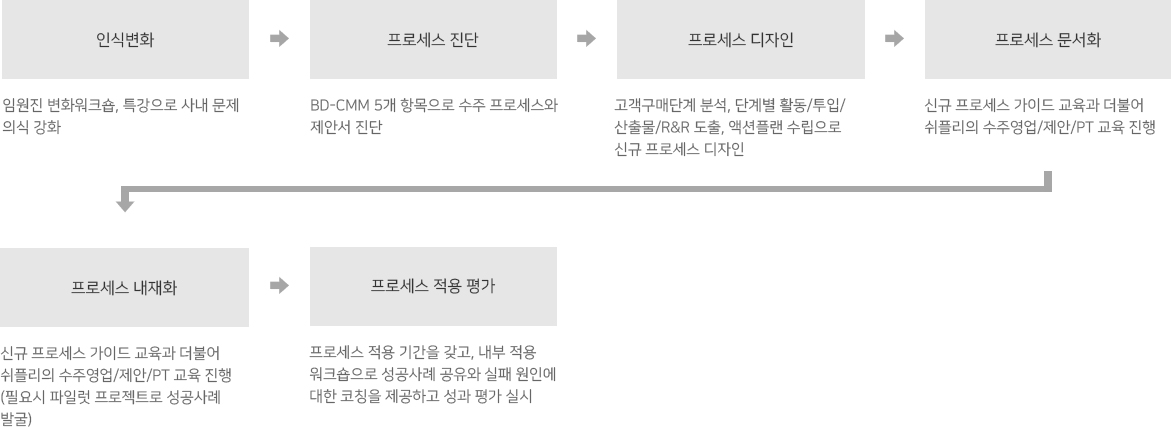 인식변화
임원진 변화워크숍, 특강으로 사내 문제
의식 강화
프로세스 진단
BD-CMM 5개 항목으로 수주 프로세스와
제안서 진단
프로세스 디자인
고객구매단계 분석, 단계별 활동/투입/
산출물/R&R 도출, 액션플랜 수립으로
신규 프로세스 디자인
프로세스 문서화
신규 프로세스 가이드 교육과 더불어
쉬플리의 수주영업/제안/PT 교육 진행
프로세스 내재화
신규 프로세스 가이드 교육과 더불어
쉬플리의 수주영업/제안/PT 교육 진행
(필요시 파일럿 프로젝트로 성공사례
발굴)
프로세스 적용 평가
프로세스 적용 기간을 갖고, 내부 적용
워크숍으로 성공사례 공유와 실패 원인에
대한 코칭을 제공하고 성과 평가 실시